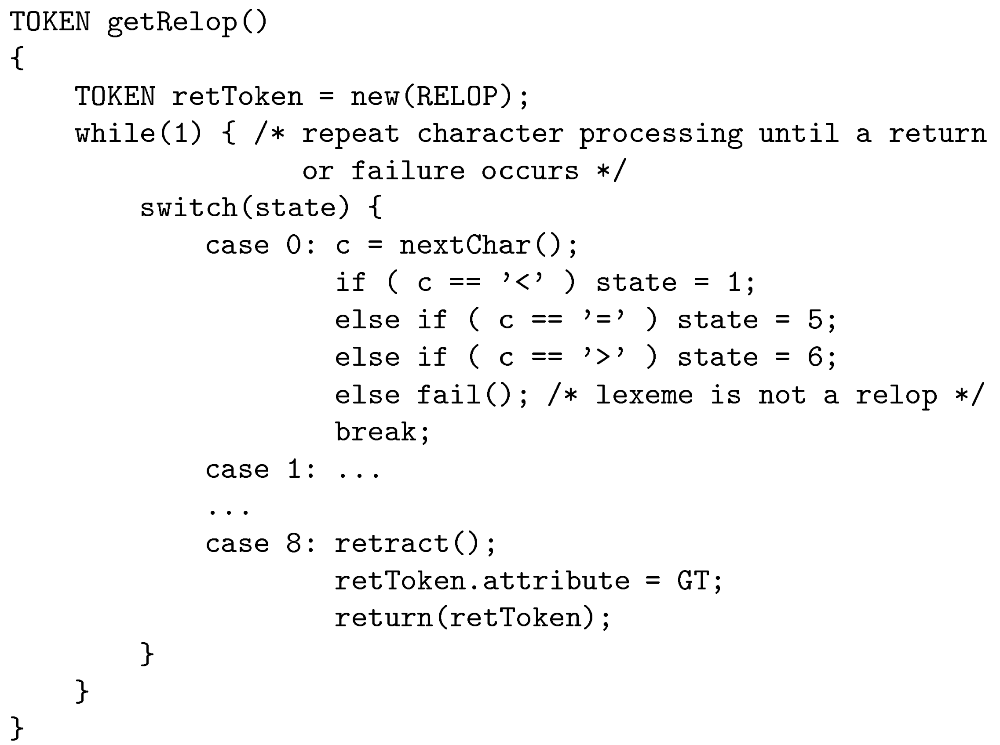 TOKEN getRelop()
{
    TOKEN retToken = new(RELOP);
    while(1) { /* repeat character processing until a return
                  or failure occurs */
        switch(state) {
            case 0: c = nextChar();
                    if ( c == ’<’ ) state = 1;
                    else if ( c == ’=’ ) state = 5;
                    else if ( c == ’>’ ) state = 6;
                    else fail(); /* lexeme is not a relop */
                    break;
            case 1: ...
            ...
            case 8: retract();
                    retToken.attribute = GT;
                    return(retToken);
        }
    }
}